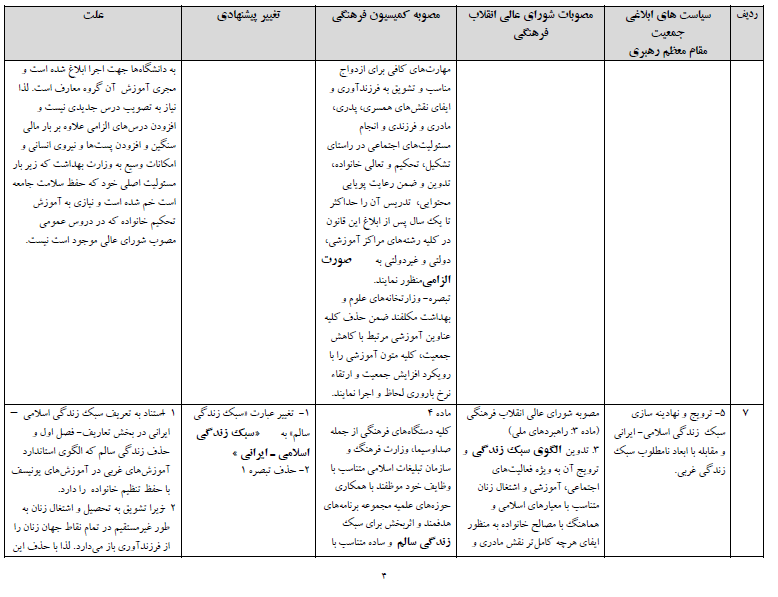 ردیف
سیاست های ابلاغی
جمعیت
مقام معظم رهبری
مصوبات شورای عالی انقلاب
فرهنگی
مصوبه کمیسیون فرهنگی
تغییر پیشنهادی
علت
مهارت‌های کافی برای ازدواج
مناسب و تشویق به فرزندآوری و
ایفای نقش‌های همسری، پدری،
مادری و فرزندی و انجام
مسئولیت‌های اجتماعی در راستای
تشکیل، تحکیم و تعالی خانواده،
تدوین و ضمن رعایت پویایی
محتوایی، تدریس آن را حداکثر
تا یک سال پس از ابلاغ این قانون
در کلیه رشته‌های مراکز آموزشی،
دولتی و غیردولتی به صورت
الزامی منظور نمایند.
تبصره- وزارتخانه‌های علوم و
بهداشت مکلفند ضمن حذف کلیه
عناوین آموزشی مرتبط با کاهش
جمعیت، کلیه متون آموزشی را با
رویکرد افزایش جمعیت و ارتقاء
نرخ باروری لحاظ و اجرا نمایند.
به دانشگاه‌ها جهت اجرا ابلاغ شده است و
مجری آموزش آن گروه معارف است. لذا
نیاز به تصویب درس جدیدی نیست و
افزودن درس‌های الزامی علاوه بر بار مالی
سنگین و افزودن پست‌ها و نیروی انسانی و
امکانات وسیع به وزارت بهداشت که زیر بار
مسئولیت اصلی خود که حفظ سلامت جامعه
است خم شده است و نیازی به آموزش
تحکیم خانواده که در دروس عمومی
مصوب شورای عالی موجود است نیست.
۷
۵- ترویج و نهادینه سازی
سبک زندگی اسلامی- ایرانی
و مقابله با ابعاد نامطلوب سبک
زندگی غربی.
مصوبه شورای عالی انقلاب فرهنگی
(ماده ۳: راهبردهای ملی)
۳. تدوین الگوی سبک زندگی و
ترویج آن به ویژه فعالیت‌های
اجتماعی، آموزشی و اشتغال زنان
متناسب با معیارهای اسلامی و
هماهنگ با مصالح خانواده به منظور
ایفای هرچه کامل‌تر نقش مادری و
ماده ۴
کلیه دستگاه‌های فرهنگی از جمله
صداوسیما، وزارت فرهنگ و
سازمان تبلیغات اسلامی متناسب با
وظایف خود موظفند با همکاری
حوزه‌های علمیه مجموعه برنامه‌های
هدفمند و اثربخش برای سبک
زندگی سالم و ساده متناسب با
۱- تغییر عبارت «سبک زندگی
سالم» به «سبک زندگی
اسلامی ـ ایرانی »
۲- حذف تبصره ۱
۱ استناد به تعریف سبک زندگی اسلامی –
ایرانی در بخش تعاریف- فصل اول و
حذف زندگی سالم که الگوی استاندارد
آموزش‌های غربی در آموزش‌های یونیسف
با حفظ تنظیم خانواده را دارد.
۲ زیرا تشویق به تحصیل و اشتغال زنان به
طور غیرمستقیم در تمام نقاط جهان زنان را
از فرزندآوری باز می‌دارد. لذا با حذف این
۳